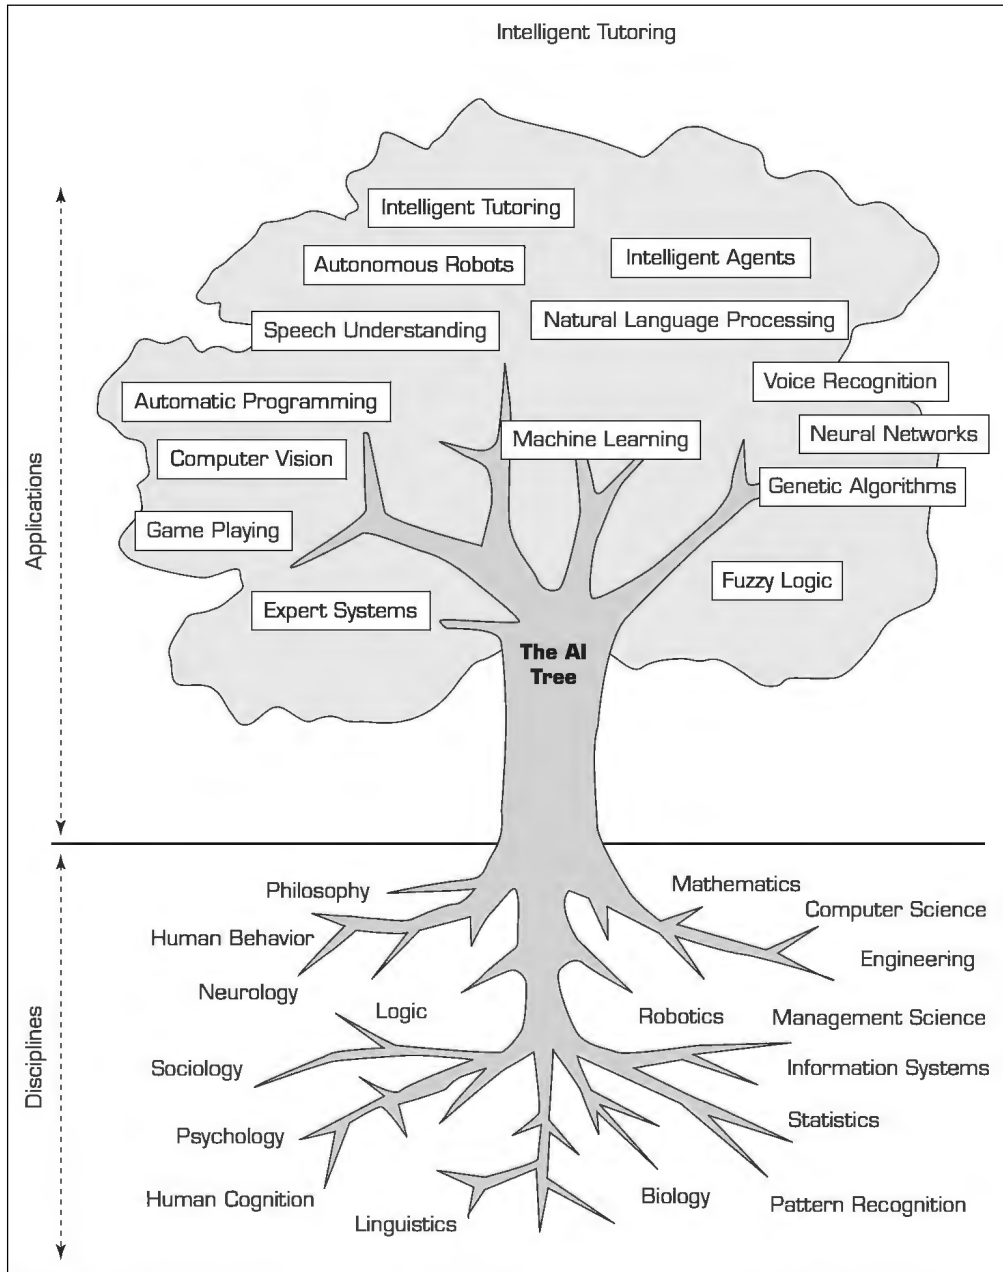 Intelligent Tutoring
Intelligent Tutoring
Autonomous Robots
Intelligent Agents
Speech Understanding
Natural Language Processing
Voice Recognition
Automatic Programming
Machine Learning
Neural Networks
Computer Vision
Genetic Algorithms
Game Playing
Fuzzy Logic
Expert Systems
The AI
Tree
Applications
Philosophy
Mathematics
Computer Science
Human Behavior
Engineering
Neurology
Logic
Robotics
Management Science
Sociology
Information Systems
Statistics
Psychology
Human Cognition
Biology
Pattern Recognition
Linguistics
Disciplines